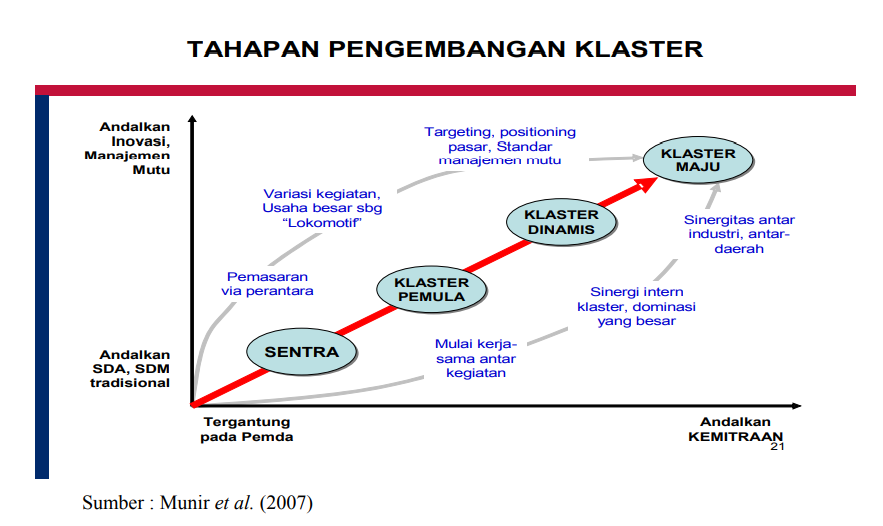 TAHAPAN PENGEMBANGAN KLASTER
Andalkan
Inovasi,
Manajemen
Mutu
Targeting, positioning
pasar, Standar
manajemen mutu
KLASTER
MAJU
Variasi kegiatan,
Usaha besar sbg
“Lokomotif”
KLASTER
DINAMIS
Sinergitas antar
industri, antar-
daerah
Pemasaran
via perantara
KLASTER
PEMULA
Sinergi intern
klaster, dominasi
yang besar
SENTRA
Mulai kerja-
sama antar
kegiatan
Andalkan
SDA, SDM
tradisional
Tergantung
pada Pemda
Andalkan
KEMITRAAN
21
Sumber : Munir et al. (2007)